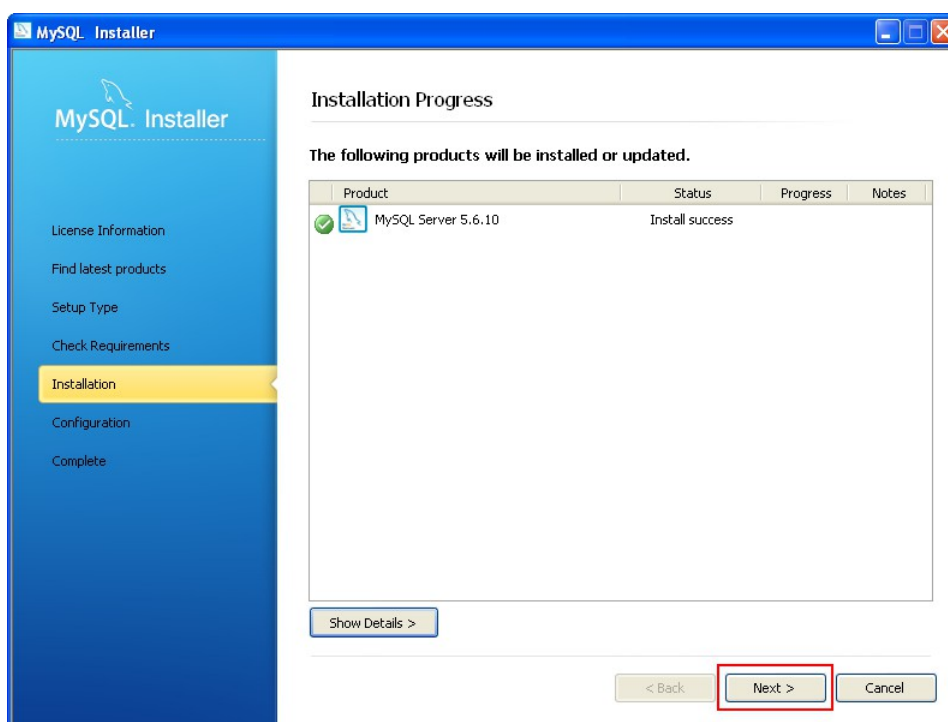 MySQL Installer
MySQL. Installer
License Information
Find latest products
Setup Type
Check Requirements
Installation
Configuration
Complete
Installation Progress
The following products will be installed or updated.
Product Status Progress Notes
MySQL Server 5.6.10 Install success
Show Details >
< Back Next > Cancel